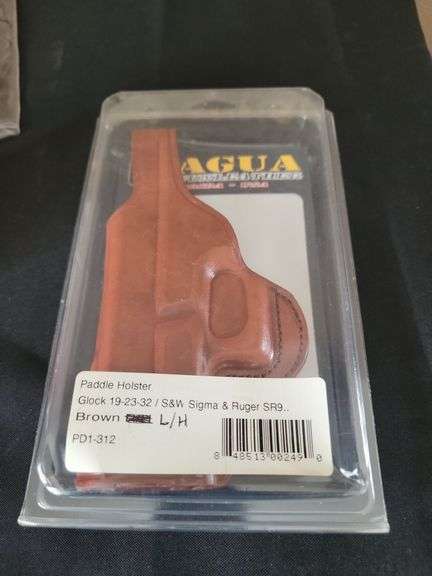 AGUA
Paddle Holster
Glock 19-23-32 / S&W Sigma & Ruger SR9..
Brown L/H
PD1-312
8 48513 00249 0